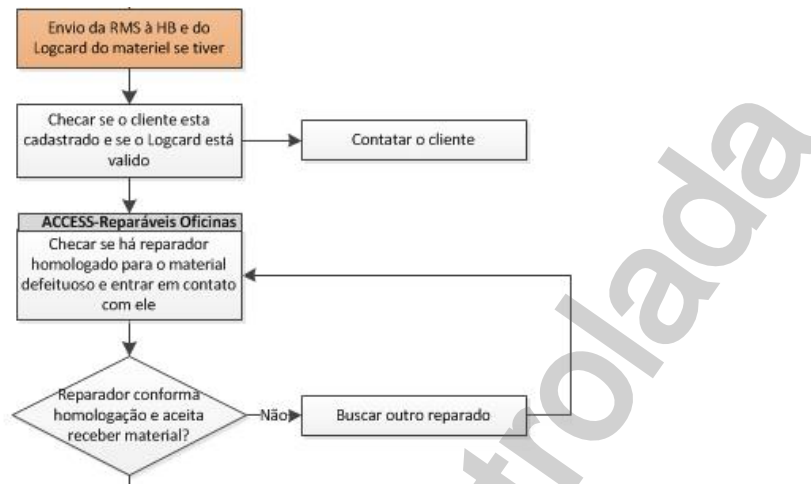 Envio da RMS à HB e do
Logcard do materiel se tiver
Checar se o cliente esta
cadastrado e se o Logcard está
valido
Contatar o cliente
ACCESS-Reparáveis Oficinas
Checar se há reparador
homologado para o material
defeituoso e entrar em contato
com ele
Reparador conforma
homologação e aceita
receber material?
Não
Buscar outro reparado
trolada